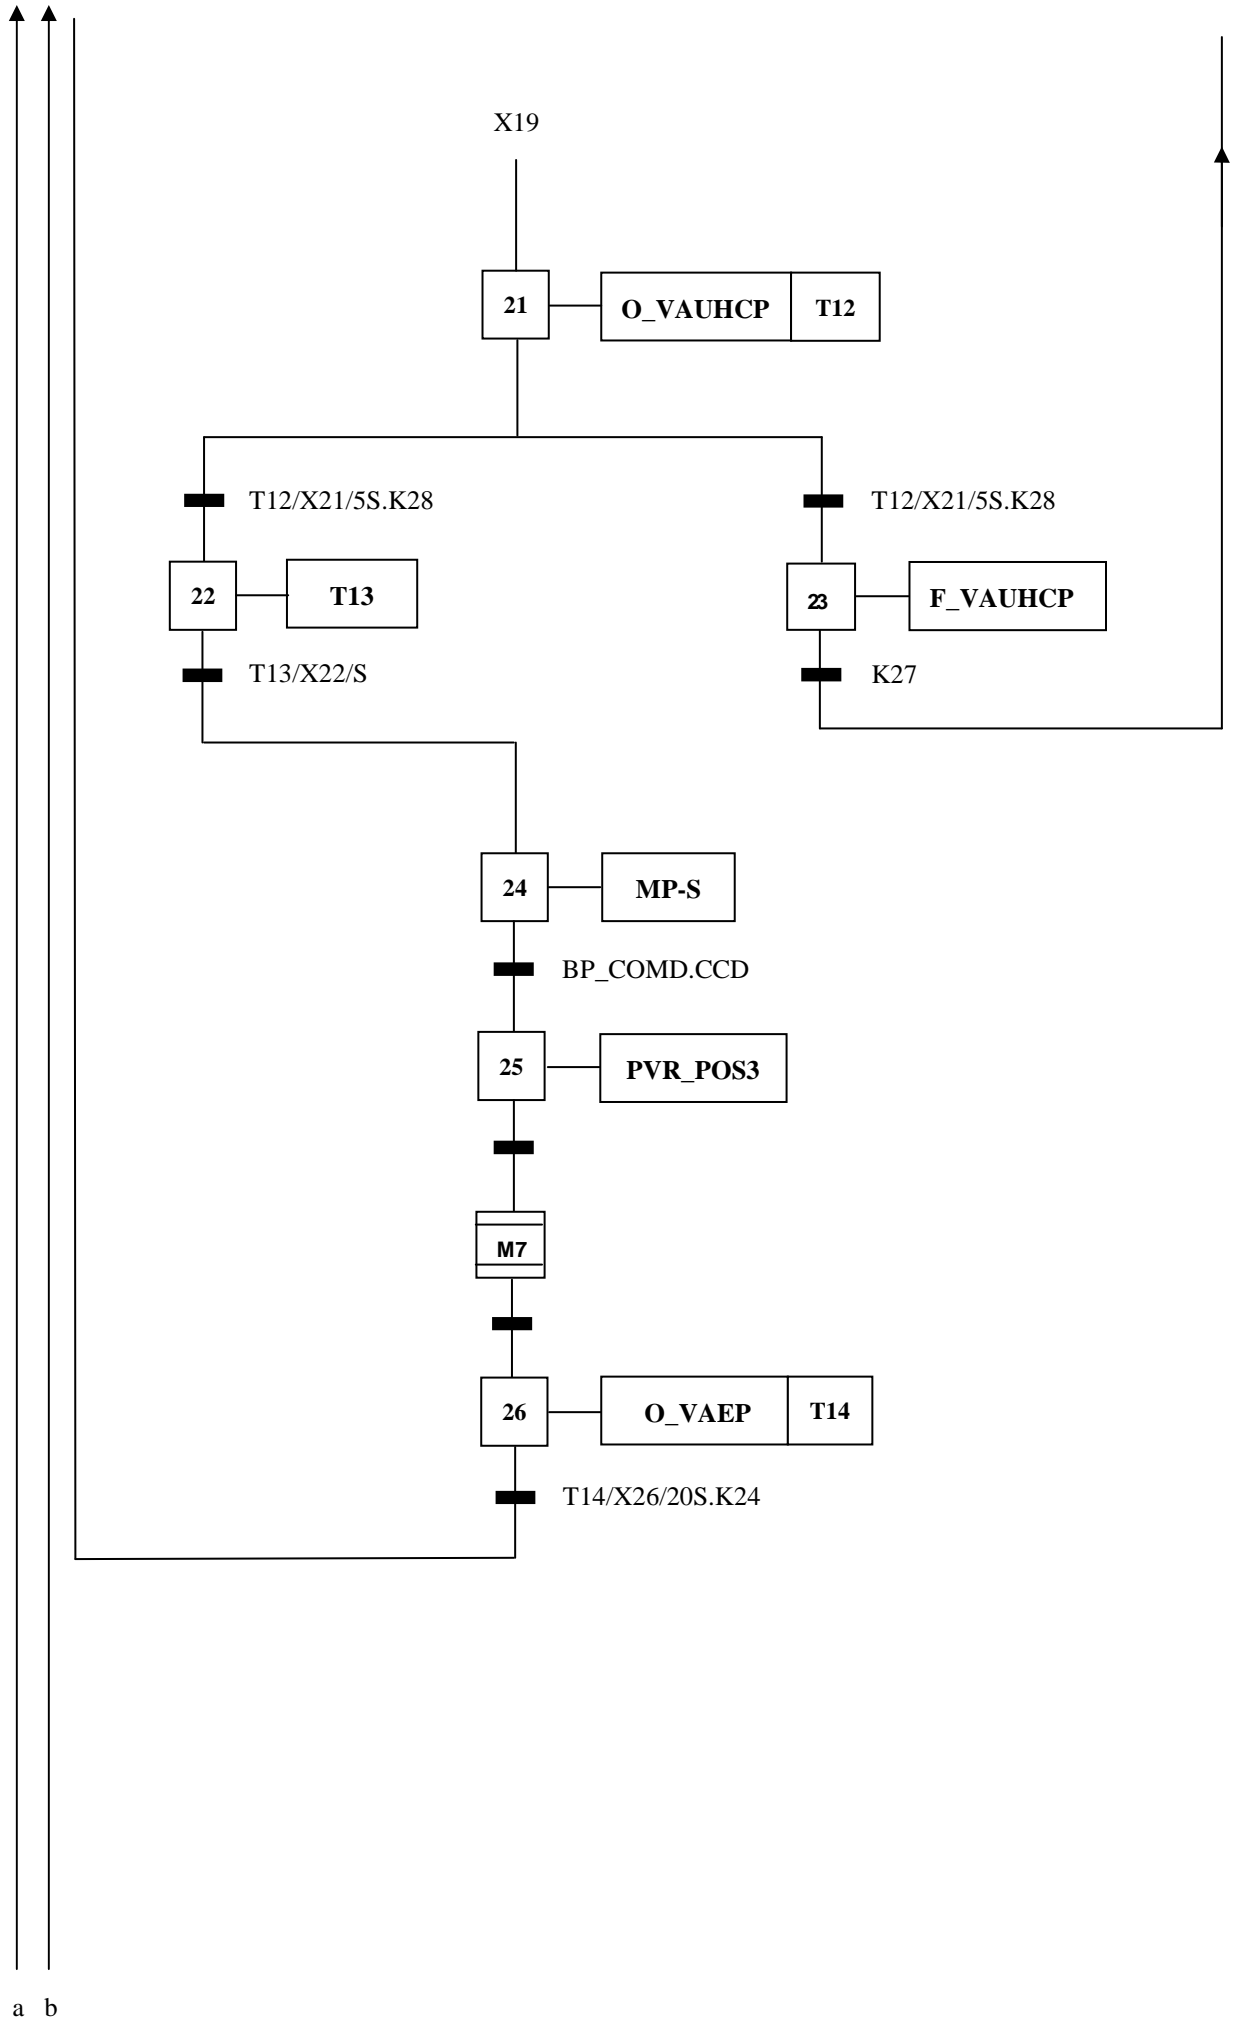 X19
21 O_VAUHCP T12
T12/X21/5S.K28 T12/X21/5S.K28
22 T13 23 F_VAUHCP
T13/X22/S K27
24 MP-S
BP_COMD.CCD
25 PVR_POS3
M7
26 O_VAEP T14
T14/X26/20S.K24
a b